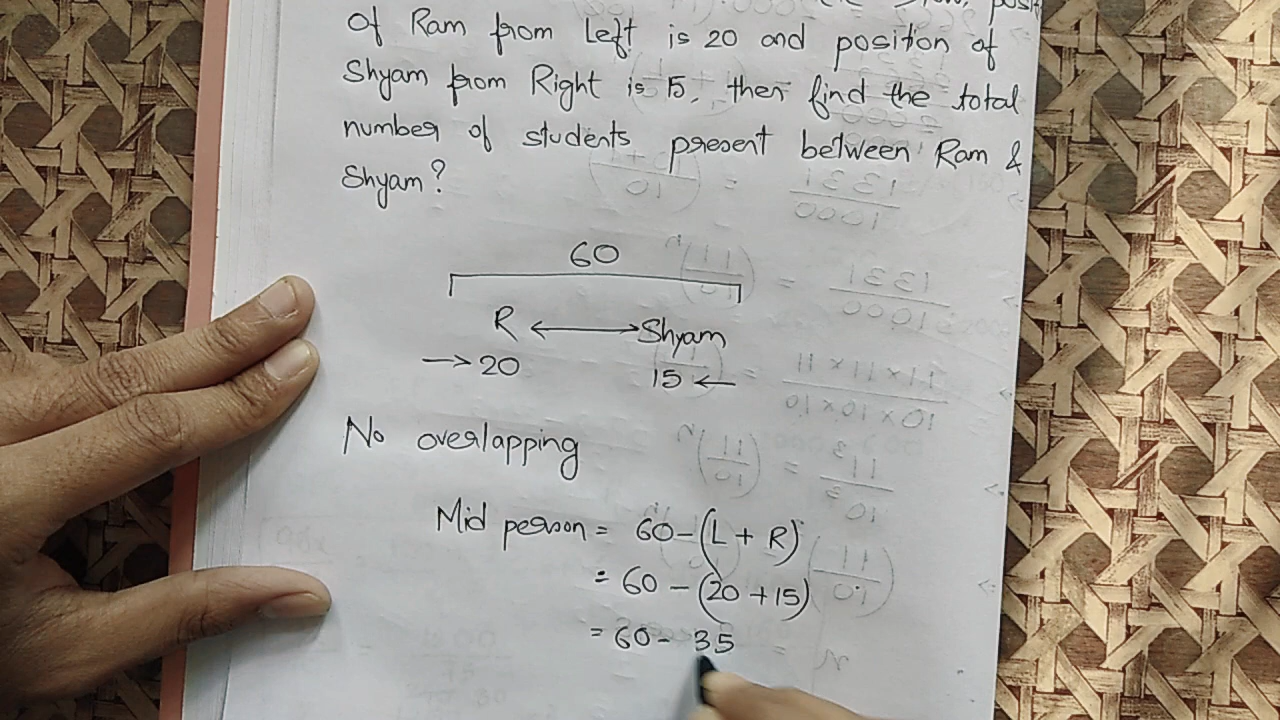 of Ram from Left is 20 and position of
Shyam from Right is 15, then find the total
number of students present between Ram &
Shyam?
60
R ←→ Shyam
→ 20 15 ←
No overlapping
Mid person = 60 - (L + R)
= 60 - (20 + 15)
= 60 - 35